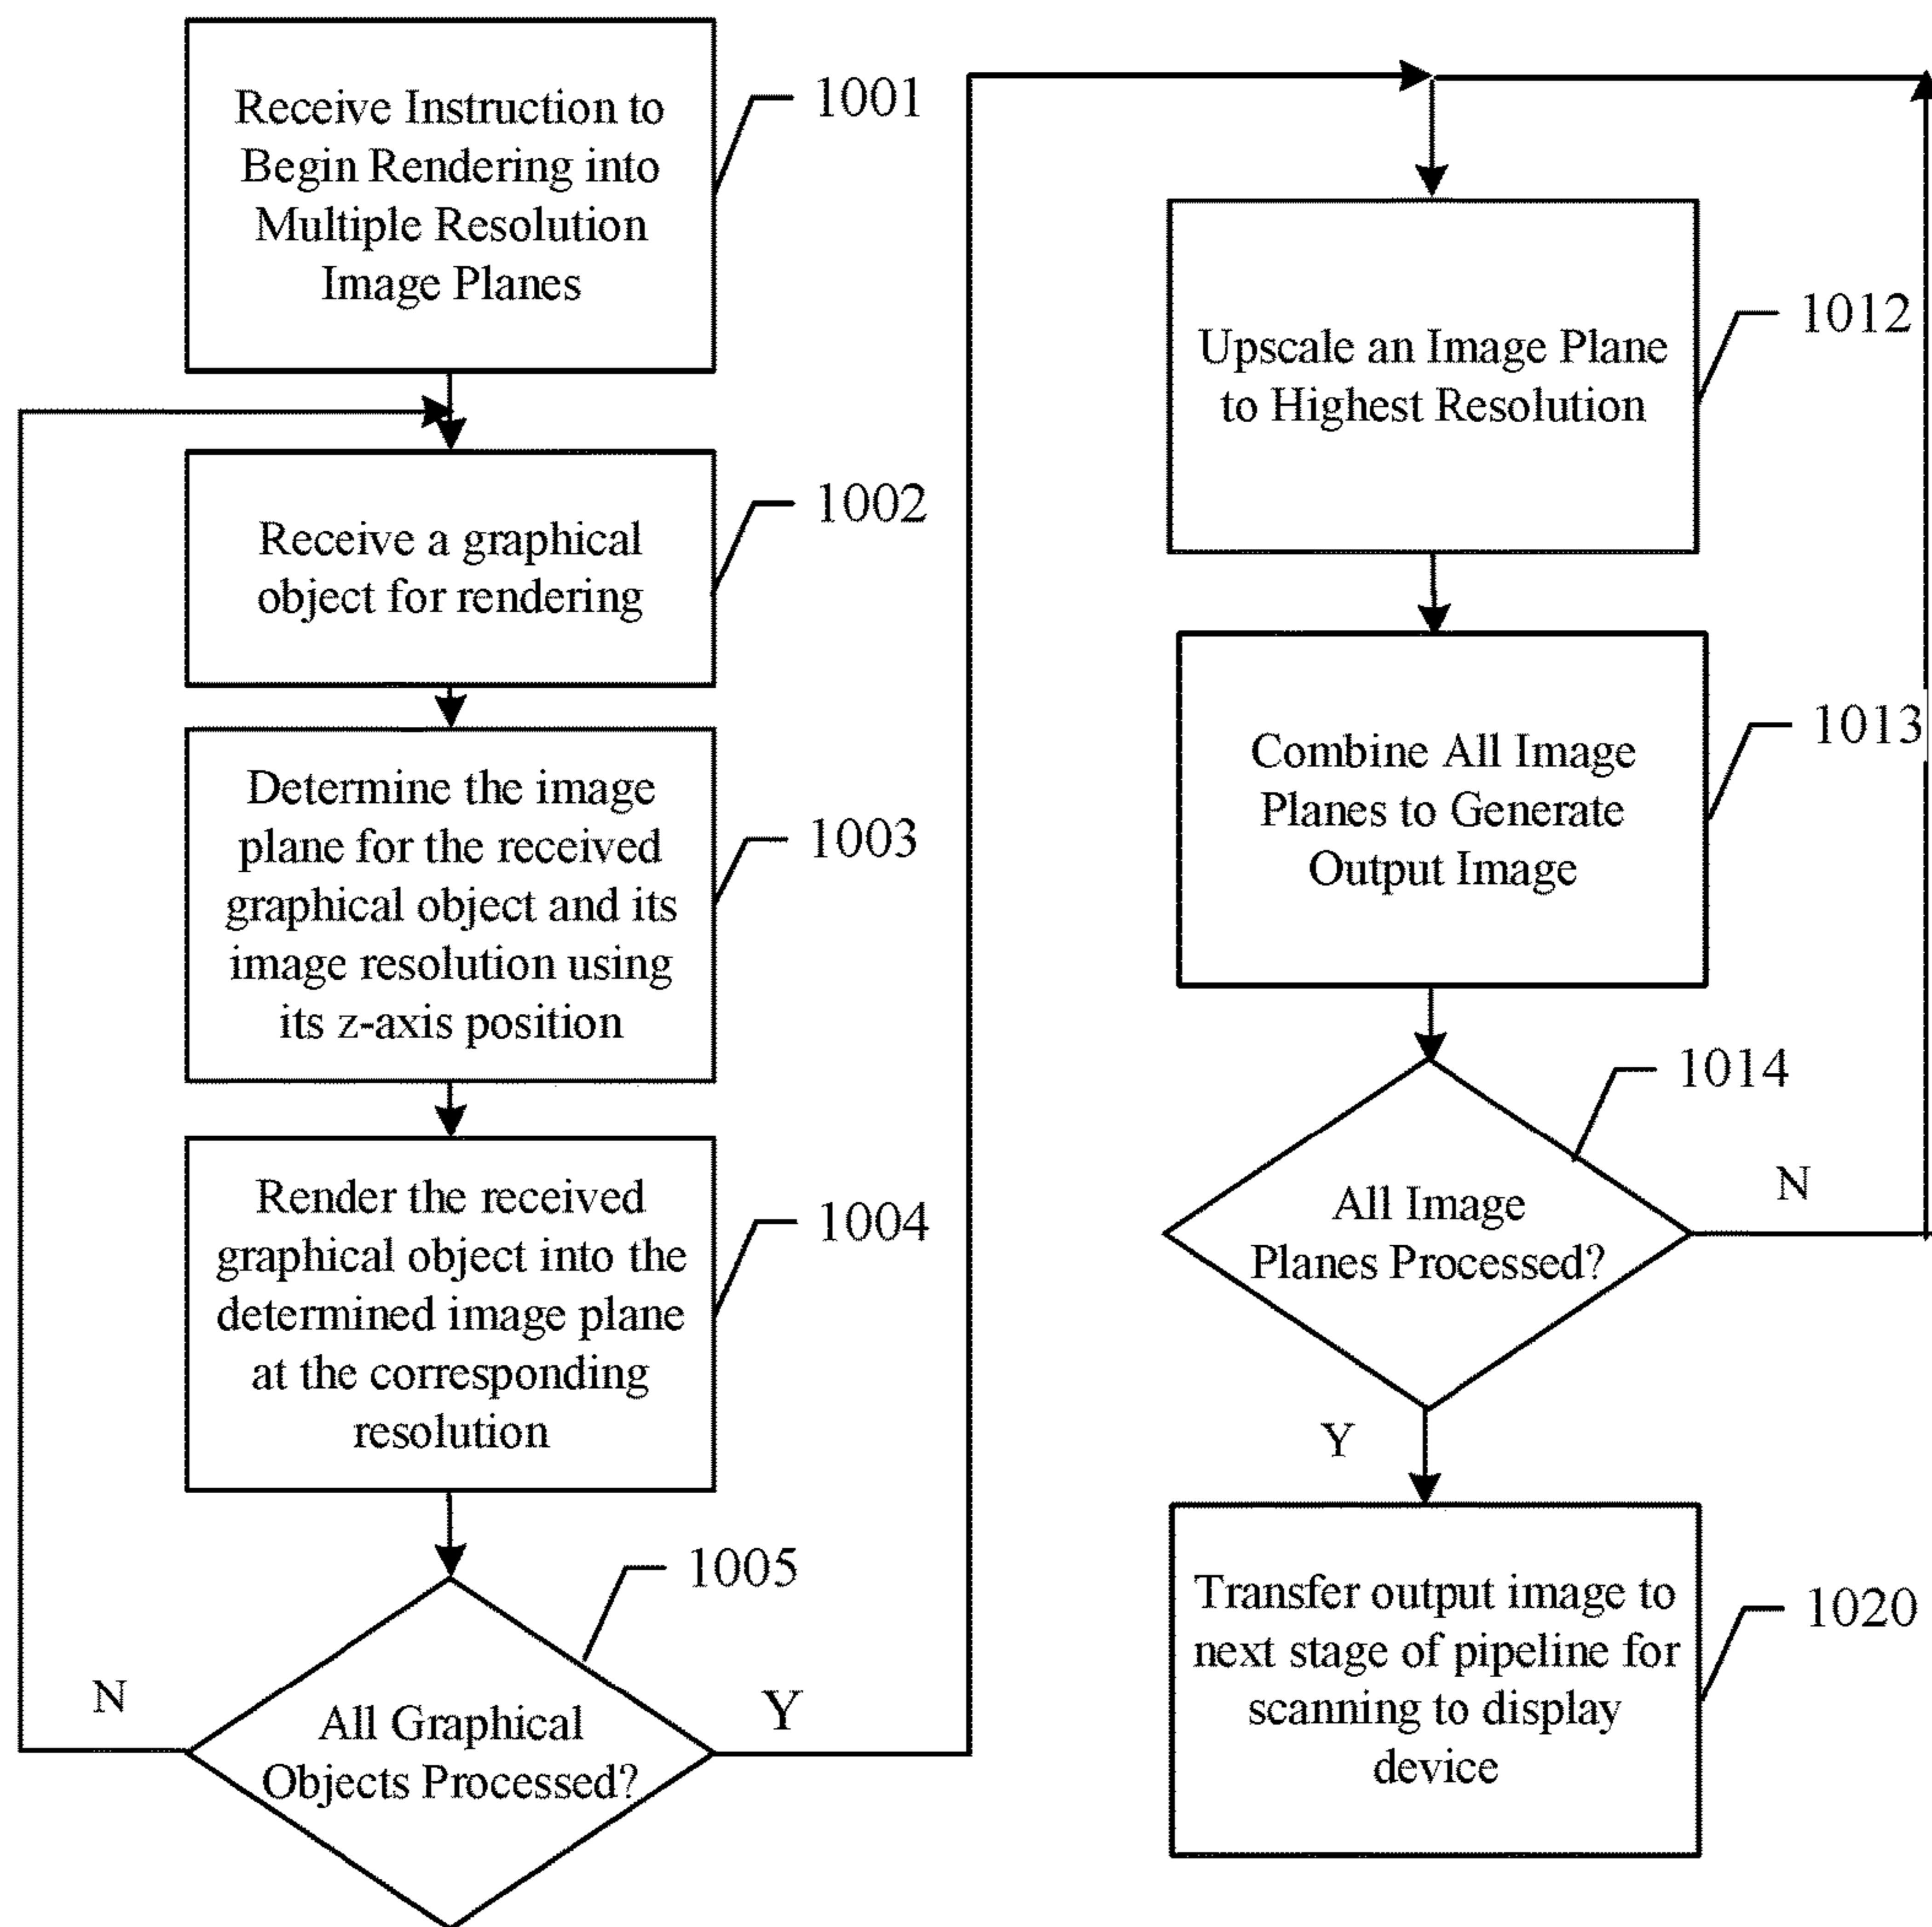 Receive Instruction to
Begin Rendering into
Multiple Resolution
Image Planes
1001
Receive a graphical
object for rendering
1002
Determine the image
plane for the received
graphical object and its
image resolution using
its z-axis position
1003
Render the received
graphical object into the
determined image plane
at the corresponding
resolution
1004
1005
All Graphical
Objects Processed?
N
Y
Upscale an Image Plane
to Highest Resolution
1012
Combine All Image
Planes to Generate
Output Image
1013
1014
All Image
Planes Processed?
N
Y
Transfer output image to
next stage of pipeline for
scanning to display
device
1020